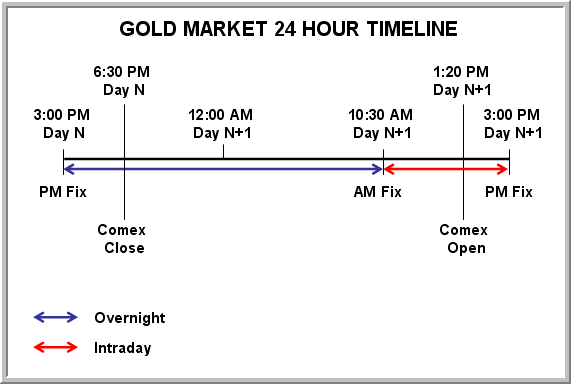 GOLD MARKET 24 HOUR TIMELINE
6:30 PM
Day N
1:20 PM
Day N+1
3:00 PM
Day N
12:00 AM
Day N+1
10:30 AM
Day N+1
3:00 PM
Day N+1
PM Fix
AM Fix
PM Fix
Comex
Close
Comex
Open
Overnight
Intraday